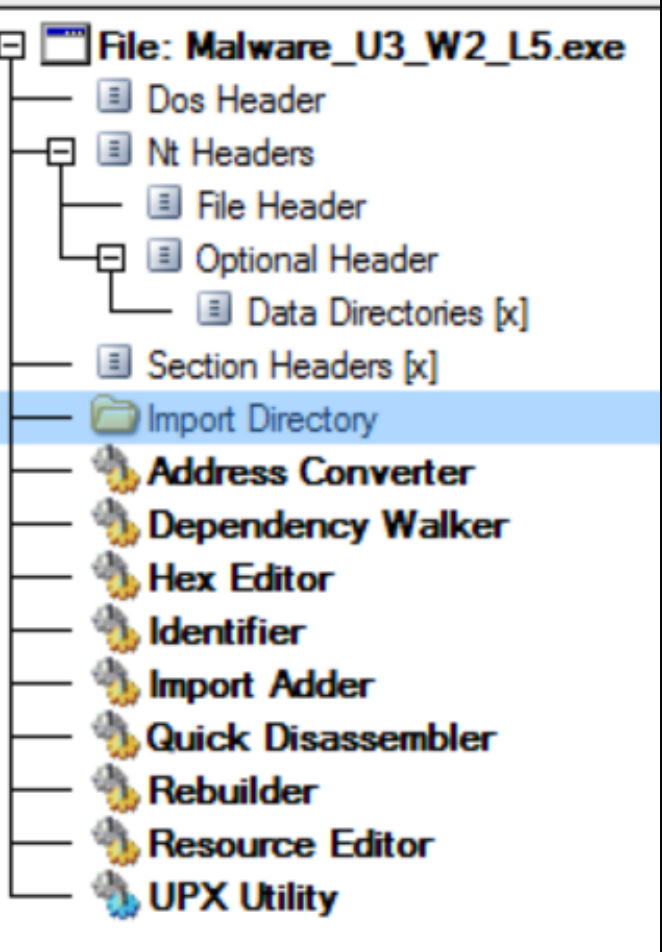 File: Malware_U3_W2_L5.exe
Dos Header
Nt Headers
File Header
Optional Header
Data Directories [x]
Section Headers [x]
Import Directory
Address Converter
Dependency Walker
Hex Editor
Identifier
Import Adder
Quick Disassembler
Rebuilder
Resource Editor
UPX Utility